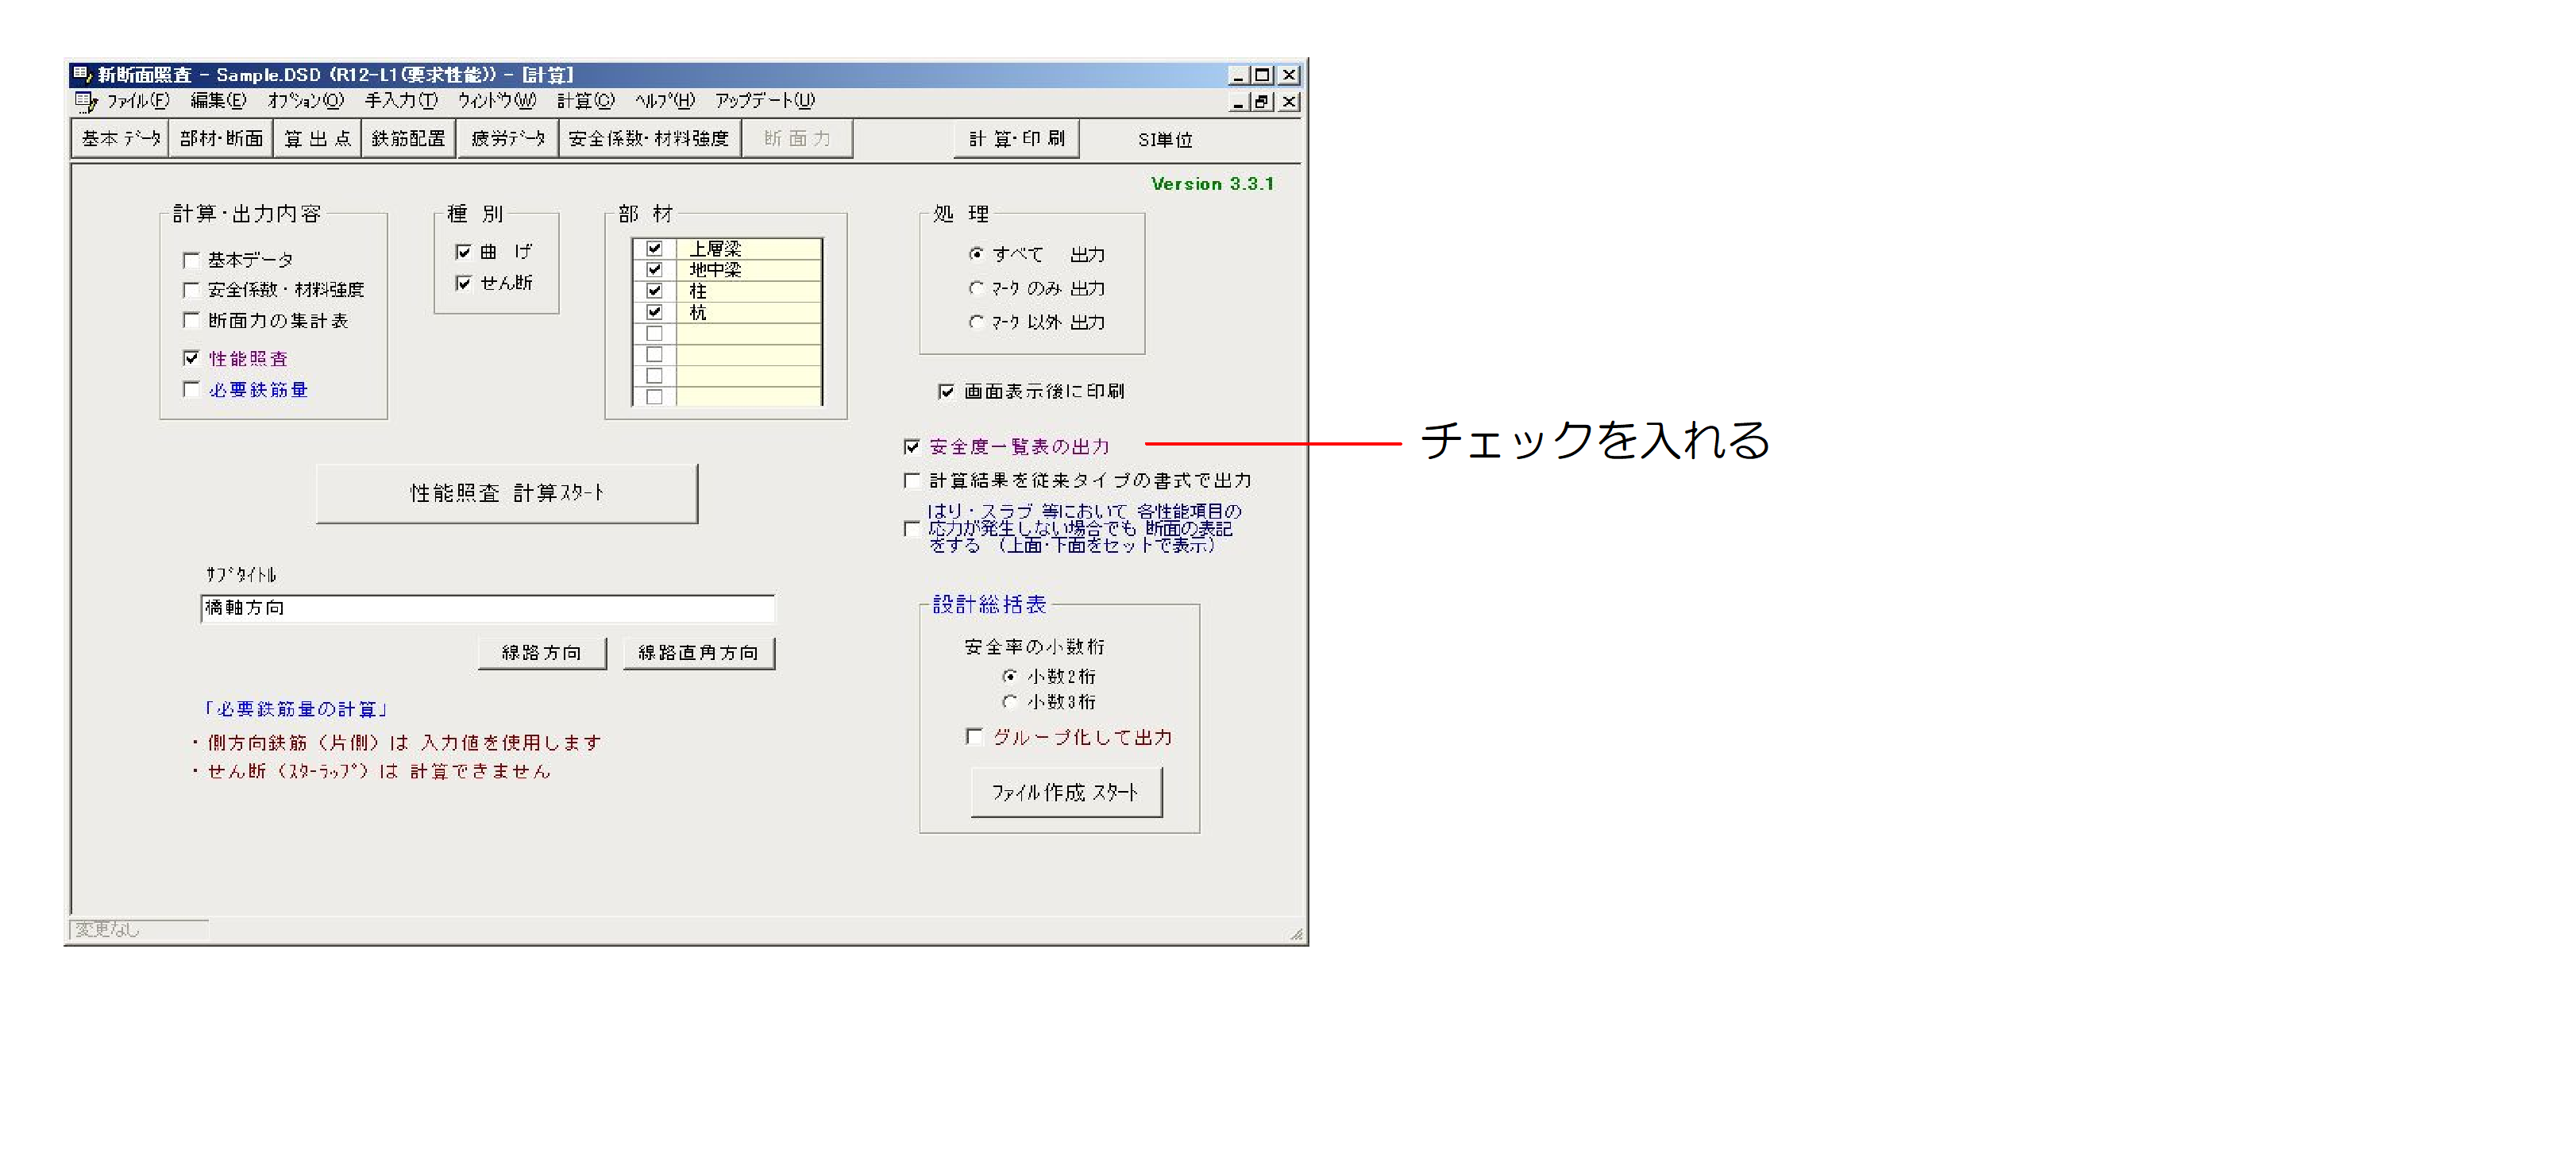 新断面照査 - Sample.DSD (R12-L1(要求性能)) - [計算]
ファイル(F) 編集(E) オプション(O) 手入力(T) ウィンドウ(W) 計算(C) ヘルプ(H) アップデート(U)
基本データ 部材・断面 算出点 鉄筋配置 疲労データ 安全係数・材料強度 断面力 計算・印刷 SI単位
Version 3.3.1
計算・出力内容
基本データ
安全係数・材料強度
断面力の集計表
性能照査
必要鉄筋量
種 別
曲 げ
せん断
部 材
上層梁
地中梁
柱
杭
処 理
すべて 出力
マーク のみ 出力
マーク 以外 出力
画面表示後に印刷
安全度一覧表の出力
チェックを入れる
計算結果を従来タイプの書式で出力
はり・スラブ 等において 各性能項目の
応力が発生しない場合でも 断面の表記
をする (上面・下面をセットで表示)
性能照査 計算スタート
サブタイトル
橋軸方向
線路方向 線路直角方向
「必要鉄筋量の計算」
・側方向鉄筋(片側)は 入力値を使用します
・せん断(スターラップ)は 計算できません
設計総括表
安全率の小数桁
小数2桁
小数3桁
グループ化して出力
ファイル作成 スタート
変更なし